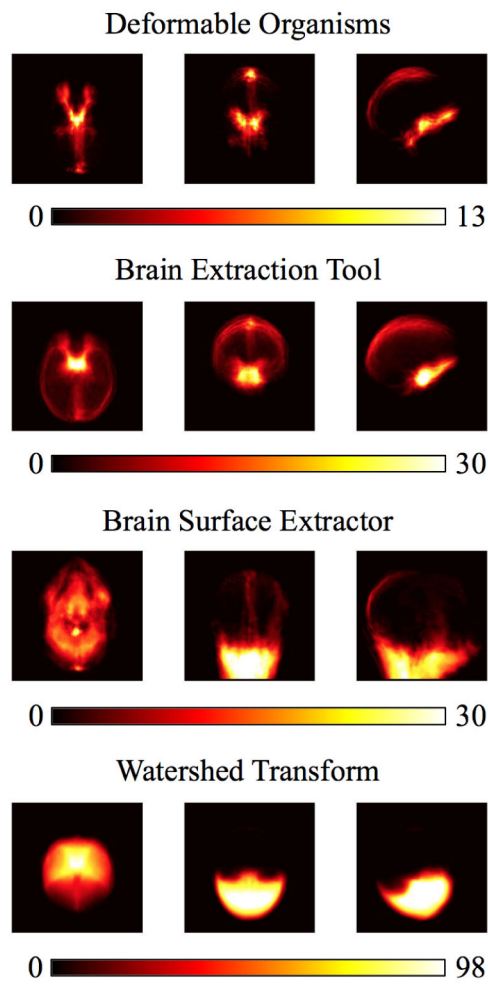 Deformable Organisms
0 13
Brain Extraction Tool
0 30
Brain Surface Extractor
0 30
Watershed Transform
0 98